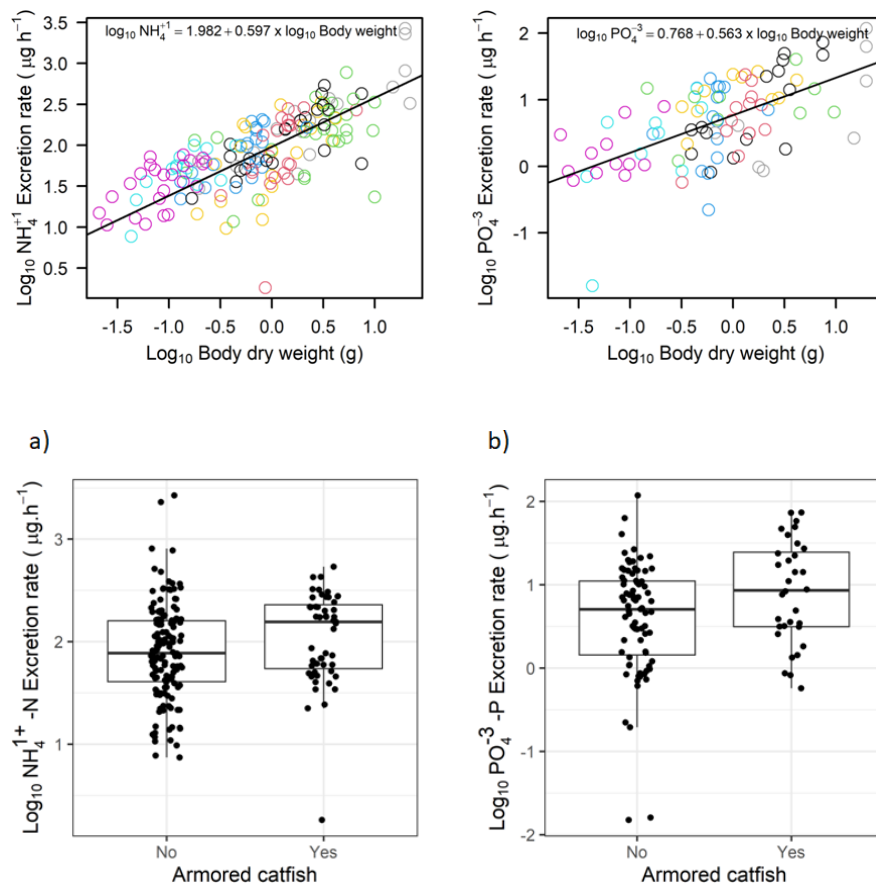 log₁₀ NH₄⁺¹ = 1.982 + 0.597 x log₁₀ Body weight
Log₁₀ NH₄⁺¹ Excretion rate ( μg h⁻¹)
3.5
3.0
2.5
2.0
1.5
1.0
0.5
-1.5 -1.0 -0.5 0.0 0.5 1.0
Log₁₀ Body dry weight (g)
log₁₀ PO₄⁻³ = 0.768 + 0.563 x log₁₀ Body weight
Log₁₀ PO₄⁻³ Excretion rate ( μg h⁻¹)
2
1
0
-1
-1.5 -1.0 -0.5 0.0 0.5 1.0
Log₁₀ Body dry weight (g)
a)
Log₁₀ NH₄¹⁺ -N Excretion rate ( μg.h⁻¹)
3
2
1
No Yes
Armored catfish
b)
Log₁₀ PO₄⁻³ -P Excretion rate ( μg.h⁻¹)
2
1
0
-1
-2
No Yes
Armored catfish